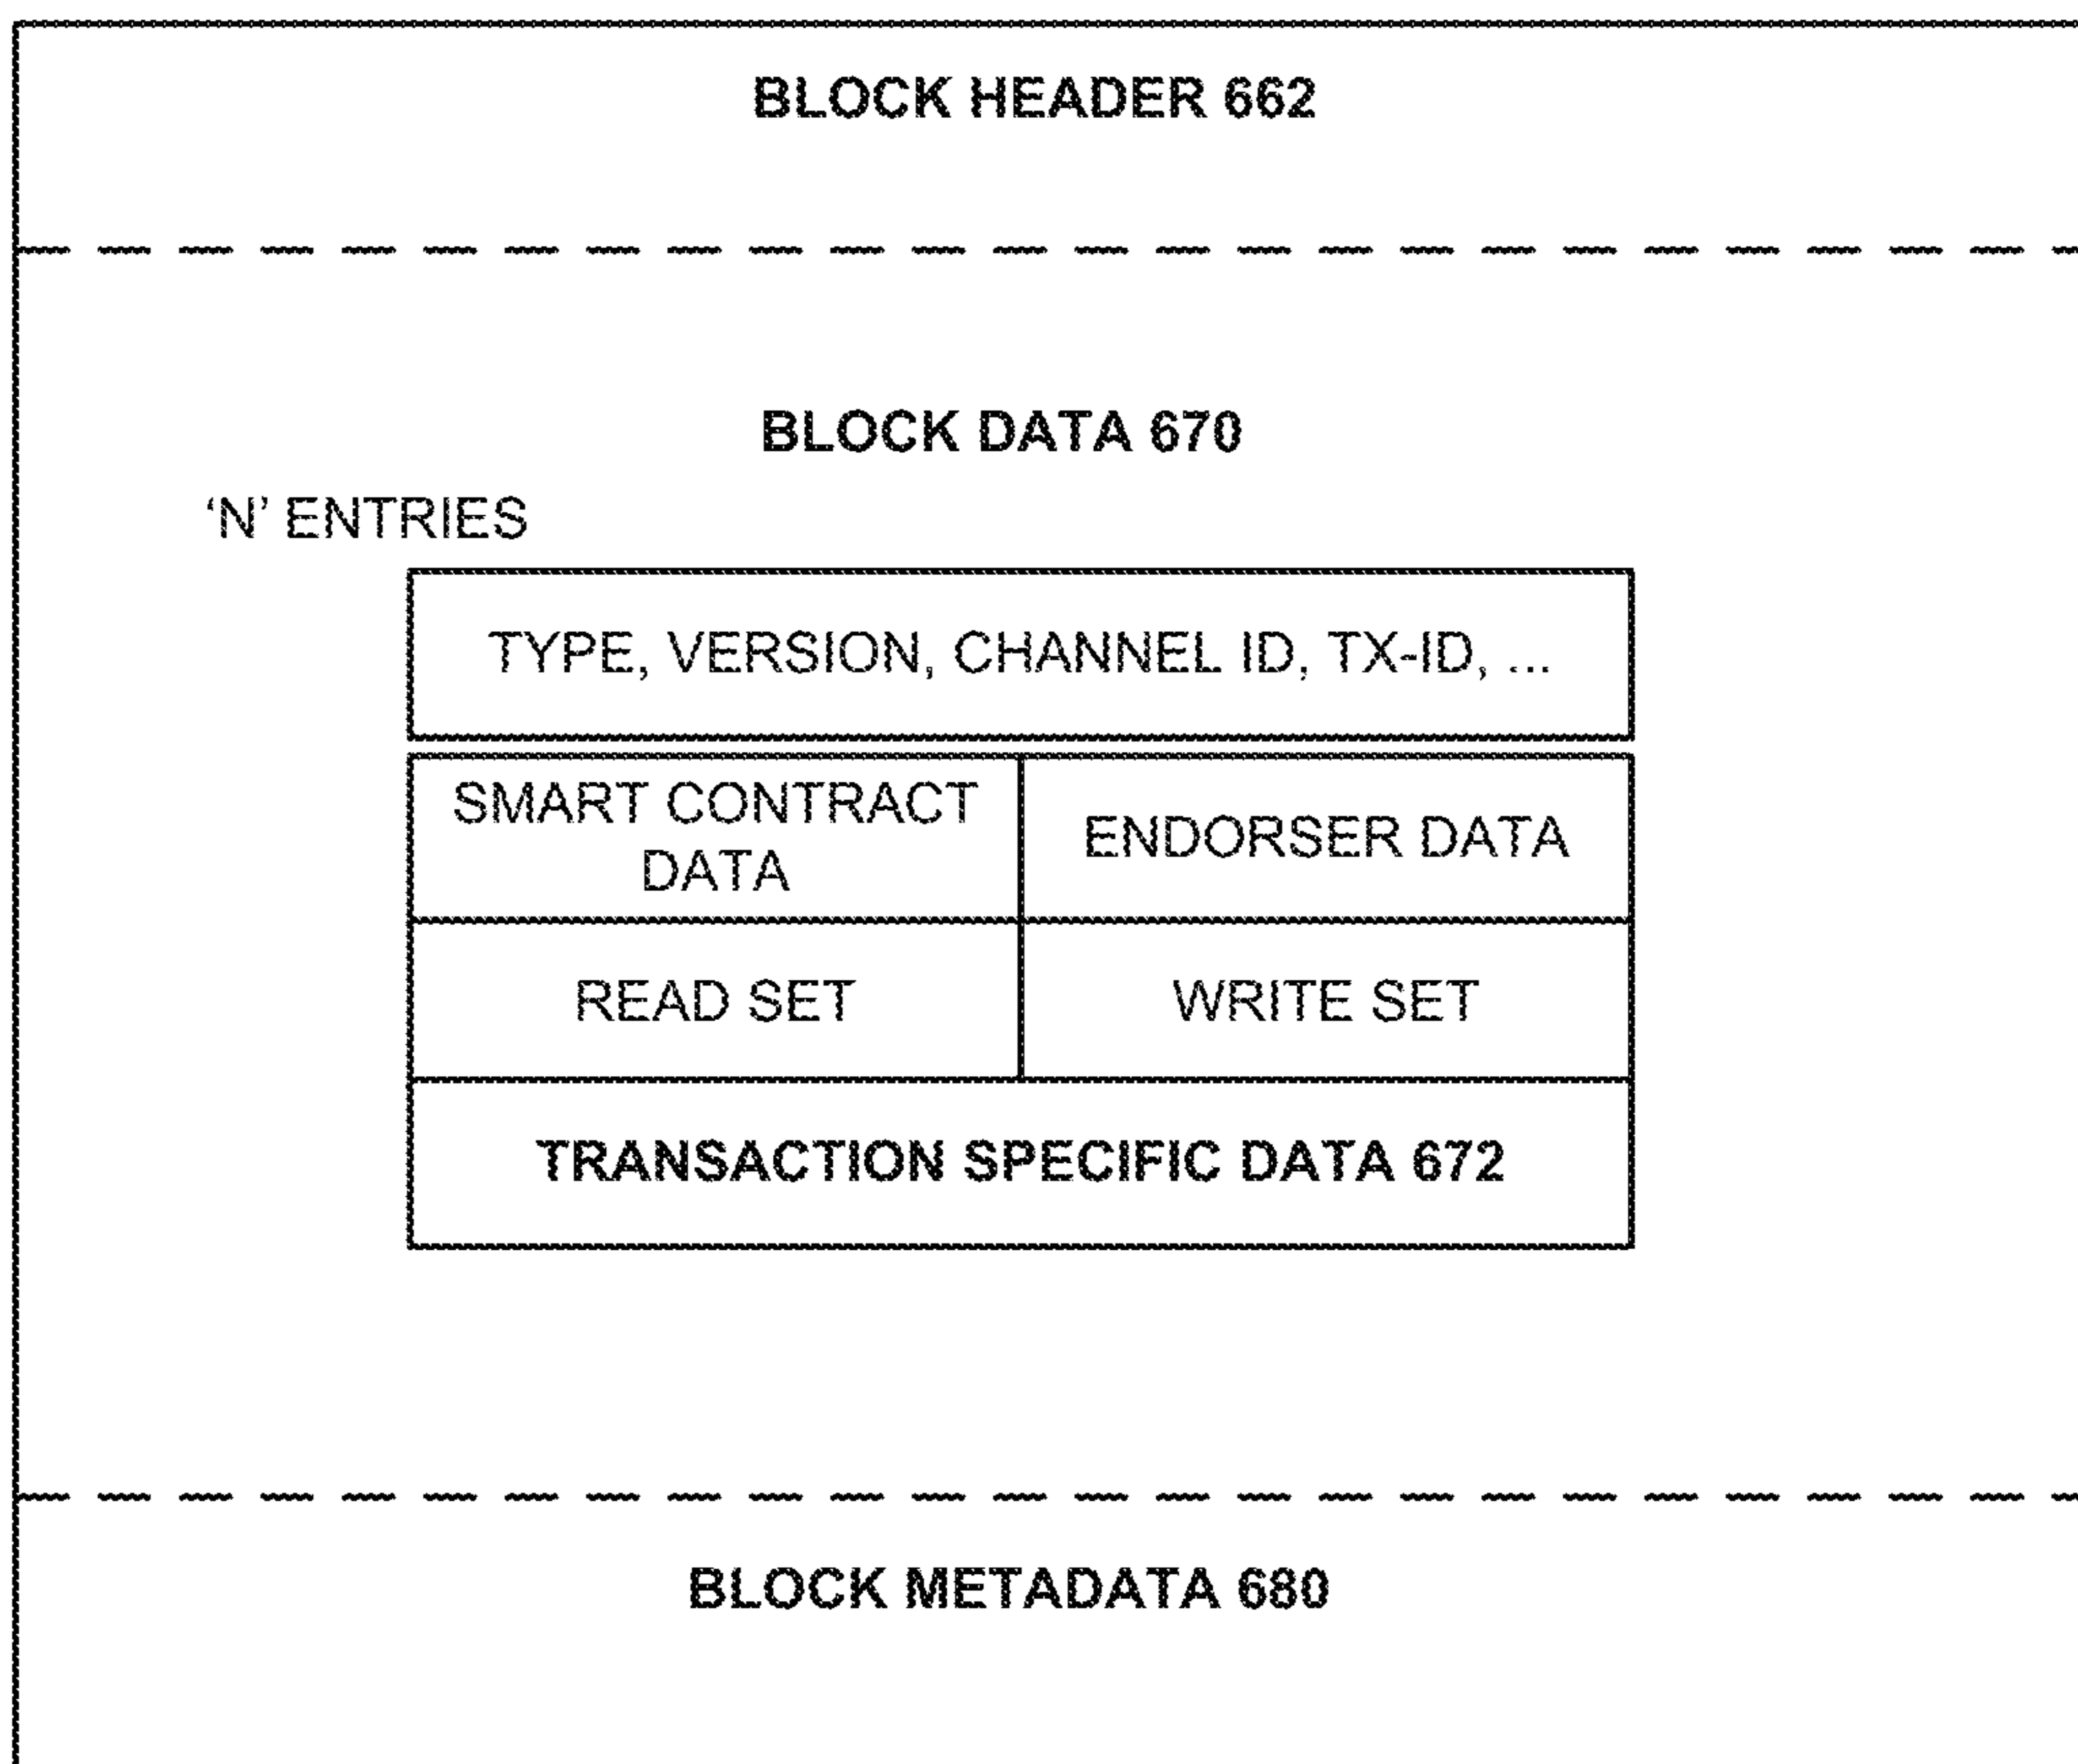 BLOCK HEADER 662
BLOCK DATA 670
‘N’ ENTRIES
TYPE, VERSION, CHANNEL ID, TX-ID, ...
SMART CONTRACT
DATA
ENDORSER DATA
READ SET
WRITE SET
TRANSACTION SPECIFIC DATA 672
BLOCK METADATA 680